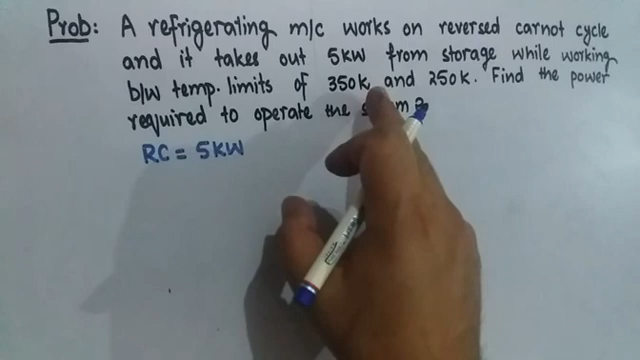 Prob: A refrigerating m/c works on reversed carnot cycle
and it takes out 5KW from storage while working
b/w temp. limits of 350k and 250k. Find the power
required to operate the
RC = 5KW